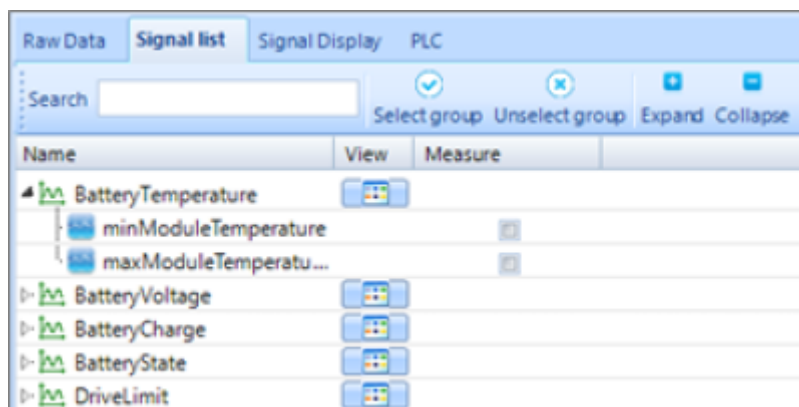 Raw Data Signal list Signal Display PLC
Search Select group Unselect group Expand Collapse
Name View Measure
BatteryTemperature
minModuleTemperature
maxModuleTemperatu...
BatteryVoltage
BatteryCharge
BatteryState
DriveLimit